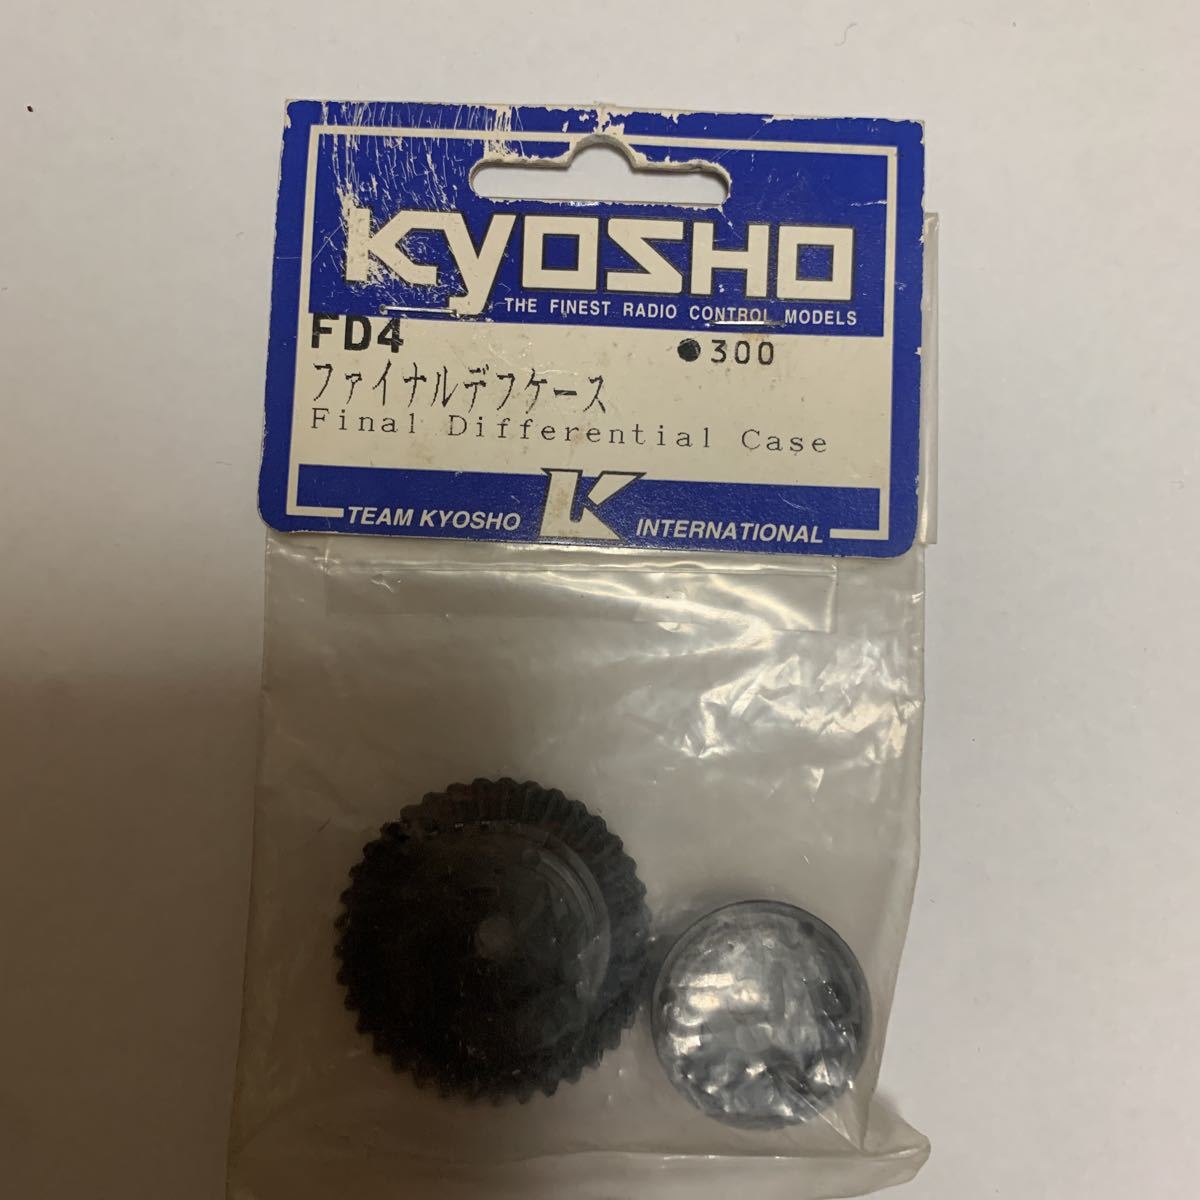 KYOSHO
THE FINEST RADIO CONTROL MODELS
FD4 ●300
ファイナルデフケース
Final Differential Case
TEAM KYOSHO K INTERNATIONAL